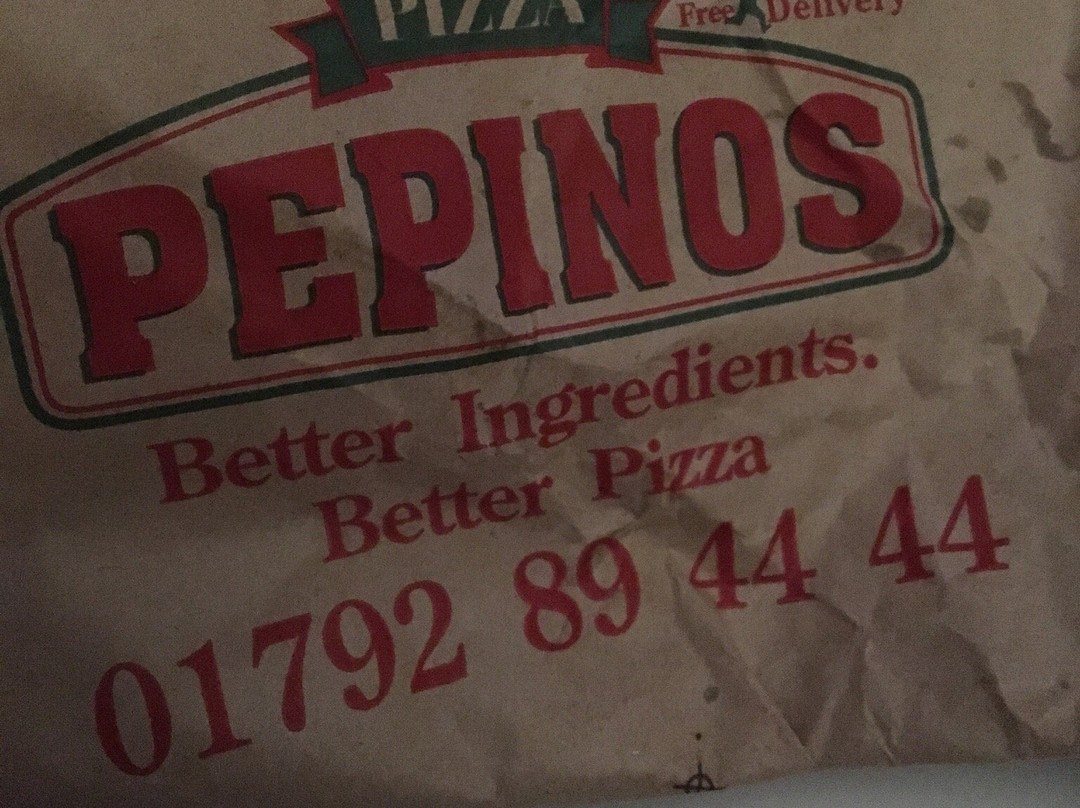 PIZZA
Free Delivery
PEPINOS
Better Ingredients.
Better Pizza
01792 89 44 44